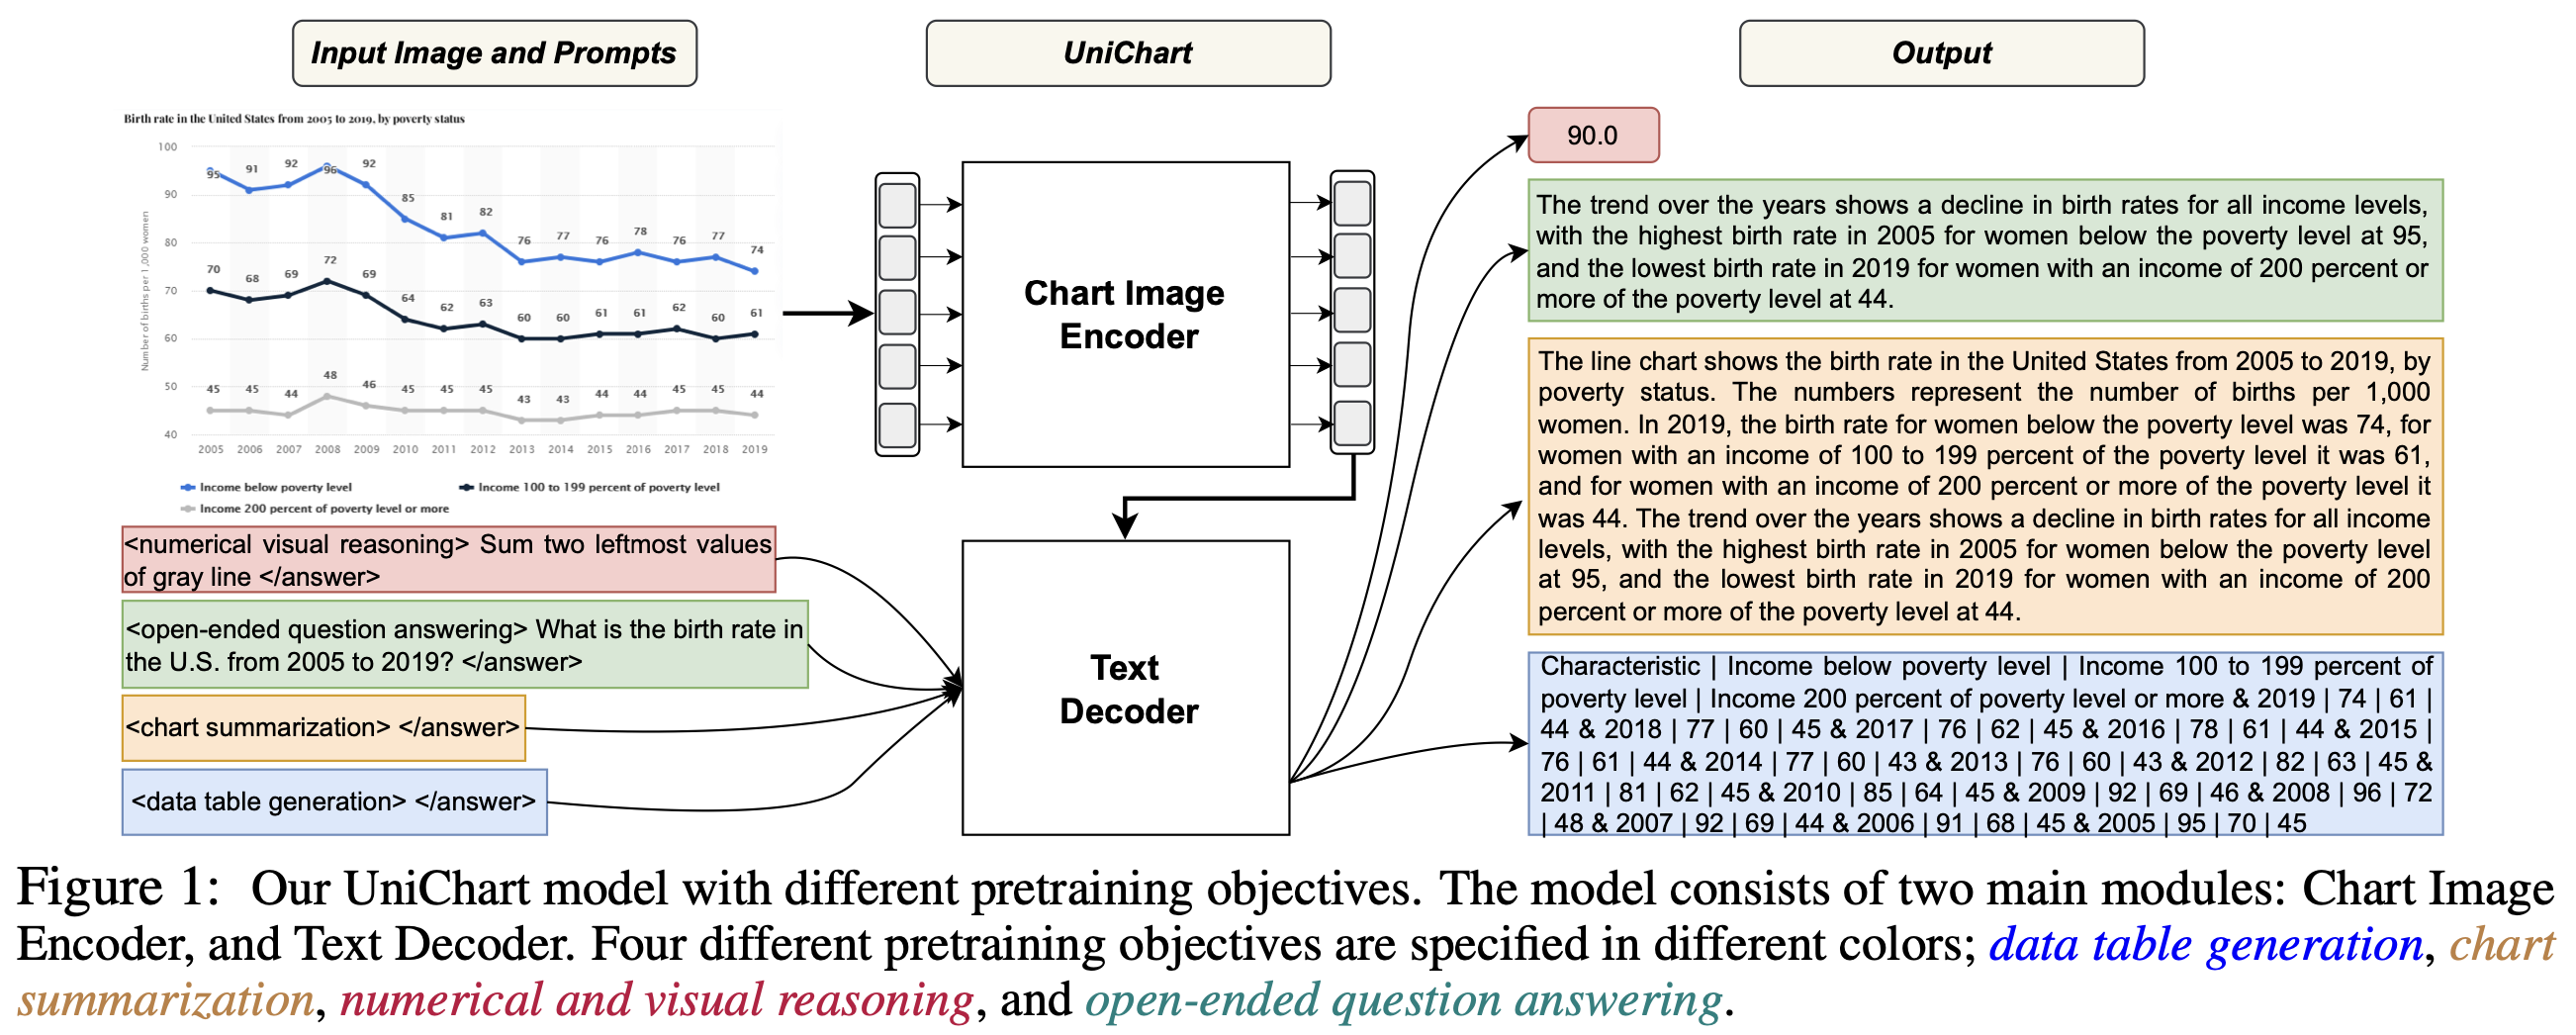 Input Image and Prompts
UniChart
Output
Birth rate in the United States from 2005 to 2019, by poverty status
Number of births per 1,000 women
100
90
80
70
60
50
40
95 91 92 96 92 85 81 82 76 77 76 78 76 77 74
70 68 69 72 69 64 62 63 60 60 61 61 62 60 61
45 45 44 48 46 45 45 45 43 43 44 44 45 45 44
2005 2006 2007 2008 2009 2010 2011 2012 2013 2014 2015 2016 2017 2018 2019
Income below poverty level
Income 100 to 199 percent of poverty level
Income 200 percent of poverty level or more
<numerical visual reasoning> Sum two leftmost values
of gray line </answer>
<open-ended question answering> What is the birth rate in
the U.S. from 2005 to 2019? </answer>
<chart summarization> </answer>
<data table generation> </answer>
Chart Image
Encoder
Text
Decoder
90.0
The trend over the years shows a decline in birth rates for all income levels,
with the highest birth rate in 2005 for women below the poverty level at 95,
and the lowest birth rate in 2019 for women with an income of 200 percent or
more of the poverty level at 44.
The line chart shows the birth rate in the United States from 2005 to 2019, by
poverty status. The numbers represent the number of births per 1,000
women. In 2019, the birth rate for women below the poverty level was 74, for
women with an income of 100 to 199 percent of the poverty level it was 61,
and for women with an income of 200 percent or more of the poverty level it
was 44. The trend over the years shows a decline in birth rates for all income
levels, with the highest birth rate in 2005 for women below the poverty level
at 95, and the lowest birth rate in 2019 for women with an income of 200
percent or more of the poverty level at 44.
Characteristic | Income below poverty level | Income 100 to 199 percent of
poverty level | Income 200 percent of poverty level or more & 2019 | 74 | 61 |
44 & 2018 | 77 | 60 | 45 & 2017 | 76 | 62 | 45 & 2016 | 78 | 61 | 44 & 2015 |
76 | 61 | 44 & 2014 | 77 | 60 | 43 & 2013 | 76 | 60 | 43 & 2012 | 82 | 63 | 45 &
2011 | 81 | 62 | 45 & 2010 | 85 | 64 | 45 & 2009 | 92 | 69 | 46 & 2008 | 96 | 72
| 48 & 2007 | 92 | 69 | 44 & 2006 | 91 | 68 | 45 & 2005 | 95 | 70 | 45
Figure 1: Our UniChart model with different pretraining objectives. The model consists of two main modules: Chart Image
Encoder, and Text Decoder. Four different pretraining objectives are specified in different colors; data table generation, chart
summarization, numerical and visual reasoning, and open-ended question answering.